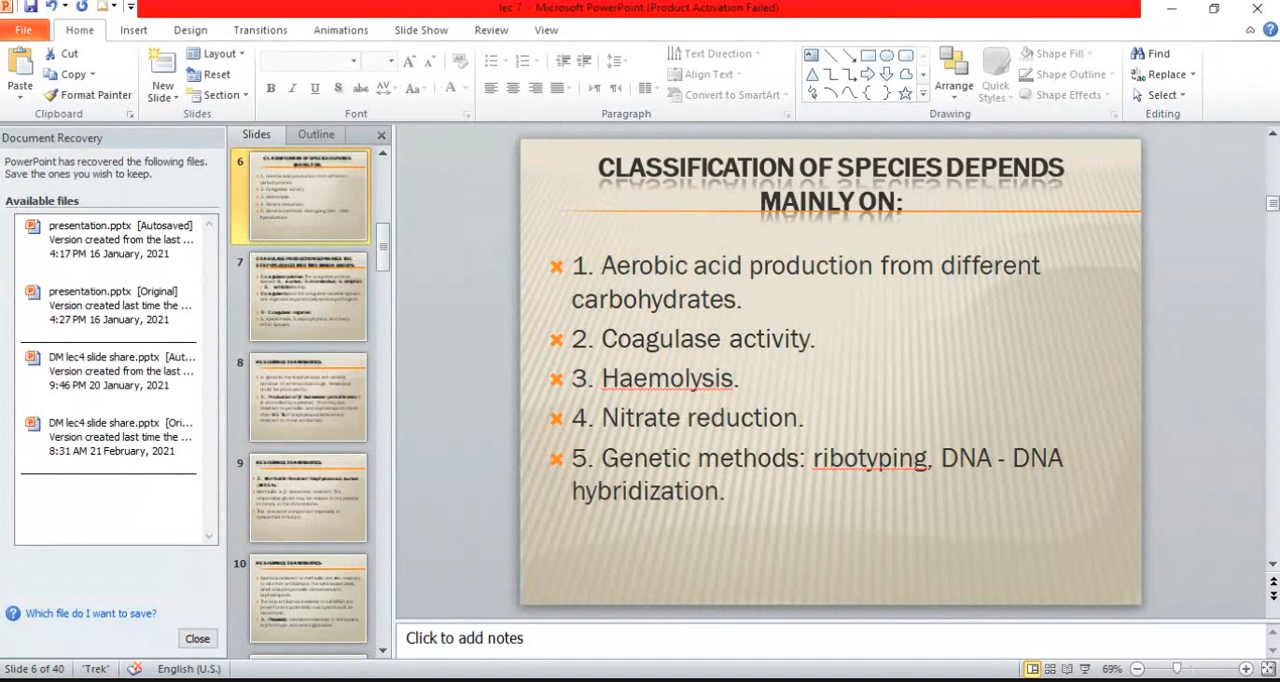 lec 7 - Microsoft PowerPoint (Product Activation Failed)
File Home Insert Design Transitions Animations Slide Show Review View
Paste
Cut
Copy
Format Painter
Clipboard
New Slide
Layout
Reset
Section
Slides
Font
Text Direction
Align Text
Convert to SmartArt
Paragraph
Arrange
Quick Styles
Shape Fill
Shape Outline
Shape Effects
Drawing
Find
Replace
Select
Editing
Document Recovery
PowerPoint has recovered the following files.
Save the ones you wish to keep.
Available files
presentation.pptx [Autosaved]
Version created from the last ...
4:17 PM 16 January, 2021
presentation.pptx [Original]
Version created last time the ...
4:27 PM 16 January, 2021
DM lec4 slide share.pptx [Aut...
Version created from the last ...
9:46 PM 20 January, 2021
DM lec4 slide share.pptx [Ori...
Version created last time the ...
8:31 AM 21 February, 2021
Which file do I want to save?
Close
Slides Outline
6
7
8
9
10
CLASSIFICATION OF SPECIES DEPENDS
MAINLY ON:
1. Aerobic acid production from different
carbohydrates.
2. Coagulase activity.
3. Haemolysis.
4. Nitrate reduction.
5. Genetic methods: ribotyping, DNA - DNA
hybridization.
Click to add notes
Slide 6 of 40 "Trek" English (U.S.) 69%